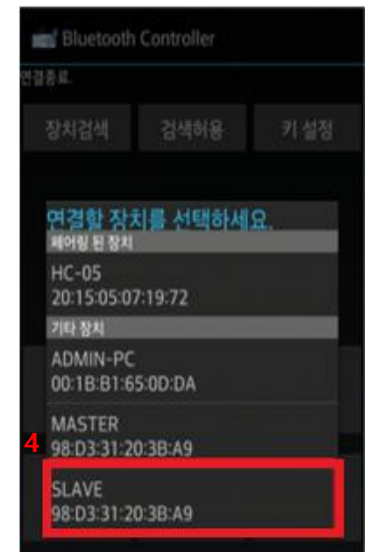 Bluetooth Controller
연결종료.
장치검색 검색허용 키 설정
연결할 장치를 선택하세요.
페어링 된 장치
HC-05
20:15:05:07:19:72
기타 장치
ADMIN-PC
00:1B:B1:65:0D:DA
MASTER
4 98:D3:31:20:3B:A9
SLAVE
98:D3:31:20:3B:A9